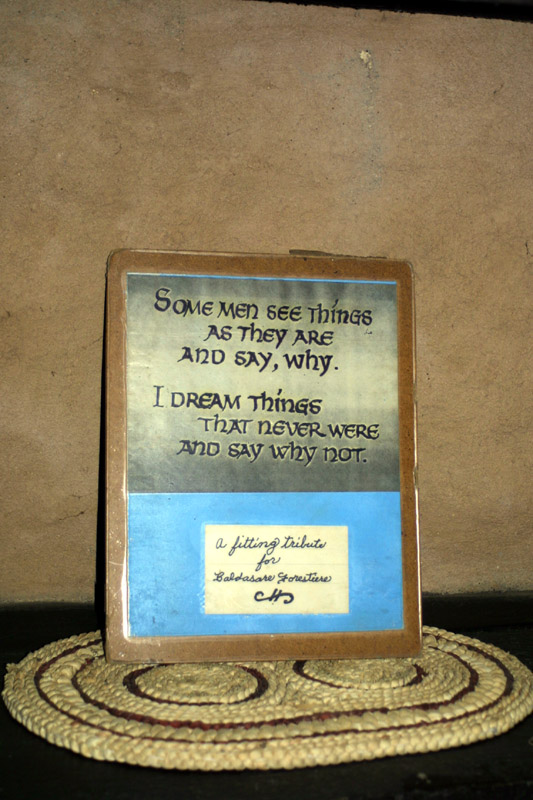 Some men see things
as they are
and say, why.
I dream things
that never were
and say why not.
a fitting tribute
for
Baldasare Forestiere